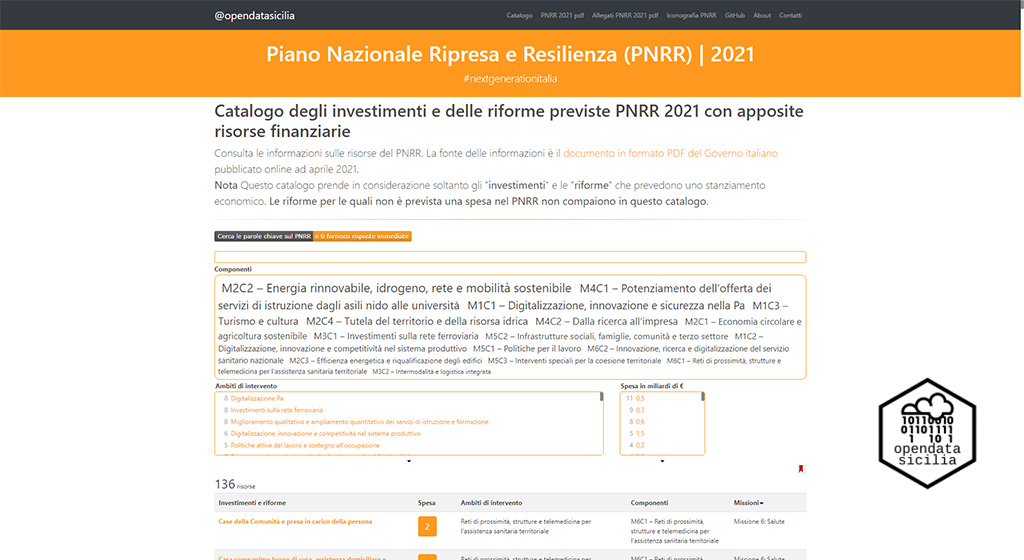 @opendatasicilia
Catalogo PNRR 2021 pdf Allegati PNRR 2021 pdf Iconografia PNRR GitHub About Contatti
Piano Nazionale Ripresa e Resilienza (PNRR) | 2021
#nextgenerationitalia
Catalogo degli investimenti e delle riforme previste PNRR 2021 con apposite
risorse finanziarie
Consulta le informazioni sulle risorse del PNRR. La fonte delle informazioni è il documento in formato PDF del Governo italiano
pubblicato online ad aprile 2021.
Nota Questo catalogo prende in considerazione soltanto gli "investimenti" e le "riforme" che prevedono uno stanziamento
economico. Le riforme per le quali non è prevista una spesa nel PNRR non compaiono in questo catalogo.
Cerca le parole chiave sul PNRR e ti fornisco risposte immediate
Componenti
M2C2 – Energia rinnovabile, idrogeno, rete e mobilità sostenibile M4C1 – Potenziamento dell'offerta dei
servizi di istruzione dagli asili nido alle università M1C1 – Digitalizzazione, innovazione e sicurezza nella Pa M1C3 –
Turismo e cultura M2C4 – Tutela del territorio e della risorsa idrica M4C2 – Dalla ricerca all'impresa M2C1 – Economia circolare e
agricoltura sostenibile M3C1 – Investimenti sulla rete ferroviaria M5C2 – Infrastrutture sociali, famiglie, comunità e terzo settore M1C2 –
Digitalizzazione, innovazione e competitività nel sistema produttivo M5C1 – Politiche per il lavoro M6C2 – Innovazione, ricerca e digitalizzazione del servizio
sanitario nazionale M2C3 – Efficienza energetica e riqualificazione degli edifici M5C3 – Interventi speciali per la coesione territoriale M6C1 – Reti di prossimità, strutture e
telemedicina per l'assistenza sanitaria territoriale M3C2 – Intermodalità e logistica integrata
Ambiti di intervento
8 Digitalizzazione Pa
8 Investimenti sulla rete ferroviaria
8 Miglioramento qualitativo e ampliamento quantitativo dei servizi di istruzione e formazione
6 Digitalizzazione, innovazione e competitività nel sistema produttivo
5 Politiche attive del lavoro e sostegno all'occupazione
Spesa in miliardi di €
11 0,5
9 0,3
8 0,6
5 1,5
4 0,2
136 risorse
Investimenti e riforme Spesa Ambiti di intervento Componenti Missioni
Case della Comunità e presa in carico della persona
2
Reti di prossimità, strutture e telemedicina per
l'assistenza sanitaria territoriale
M6C1 – Reti di prossimità,
strutture e telemedicina per
l'assistenza sanitaria territoriale
Missione 6: Salute
10110010
01101111
1 10 1
opendata
sicilia